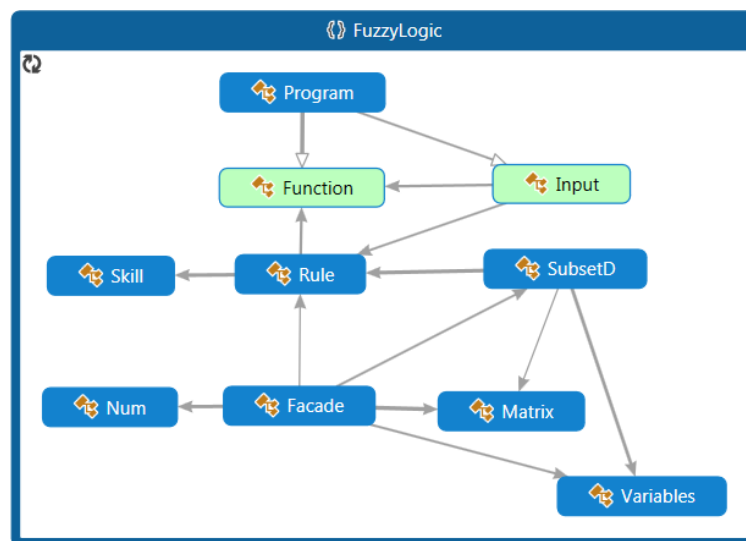 FuzzyLogic
Program
Function
Input
Skill
Rule
SubsetD
Num
Facade
Matrix
Variables